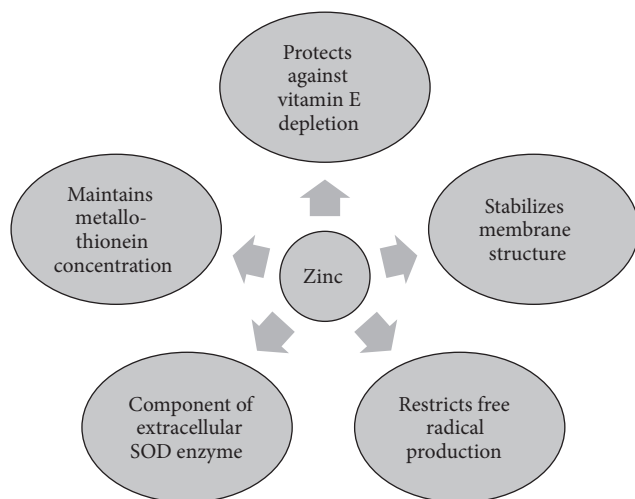 Protects
against
vitamin E
depletion
Maintains
metallo-
thionein
concentration
Stabilizes
membrane
structure
Zinc
Component of
extracellular
SOD enzyme
Restricts free
radical
production